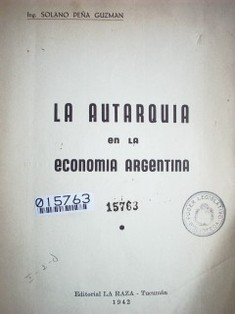 Ing. SOLANO PEÑA GUZMAN
LA AUTARQUIA
en LA
ECONOMIA ARGENTINA
015763
15763
Editorial LA RAZA - Tucumán
1942